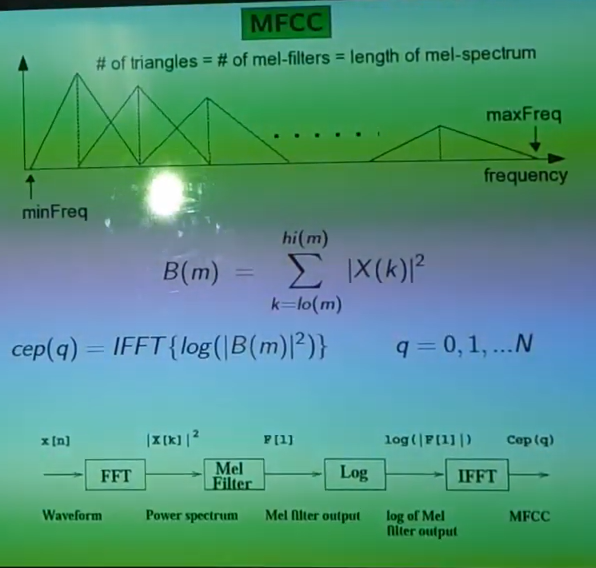 MFCC
# of triangles = # of mel-filters = length of mel-spectrum
maxFreq
frequency
minFreq
B(m) = \sum_{k=lo(m)}^{hi(m)} |X(k)|²
cep(q) = IFFT{log(|B(m)|²)} q = 0, 1, ...N
x[n] |X[k]|² F[l] log(|F[l]|) Cep(q)
FFT Mel Filter Log IFFT
Waveform Power spectrum Mel filter output log of Mel filter output MFCC